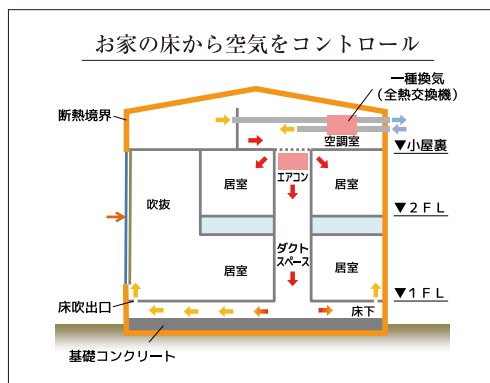 お家の床から空気をコントロール
一種換気
（全熱交換機）
断熱境界
空調室
▼小屋裏
エアコン
居室
居室
吹抜
▼２ＦＬ
ダクト
スペース
居室
居室
▼１ＦＬ
床吹出口
床下
基礎コンクリート